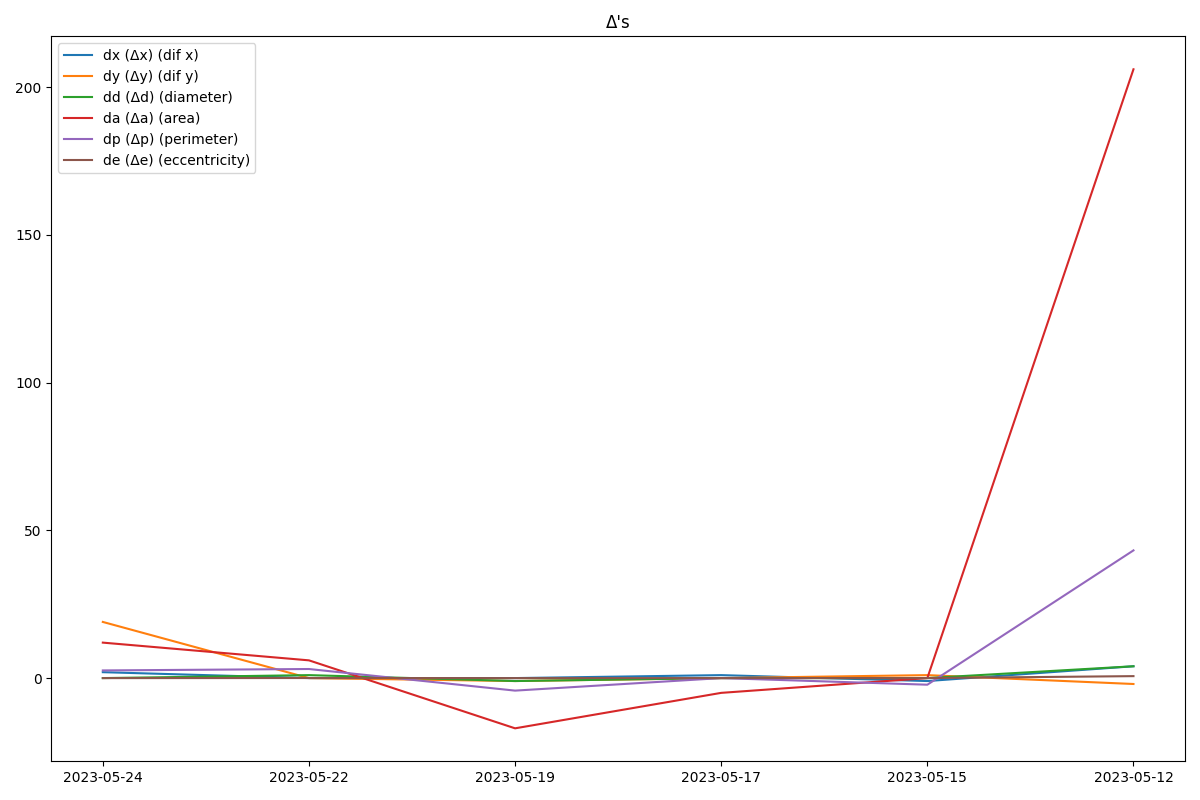 Δ's
dx (Δx) (dif x)
dy (Δy) (dif y)
dd (Δd) (diameter)
da (Δa) (area)
dp (Δp) (perimeter)
de (Δe) (eccentricity)
200
150
100
50
0
2023-05-24 2023-05-22 2023-05-19 2023-05-17 2023-05-15 2023-05-12